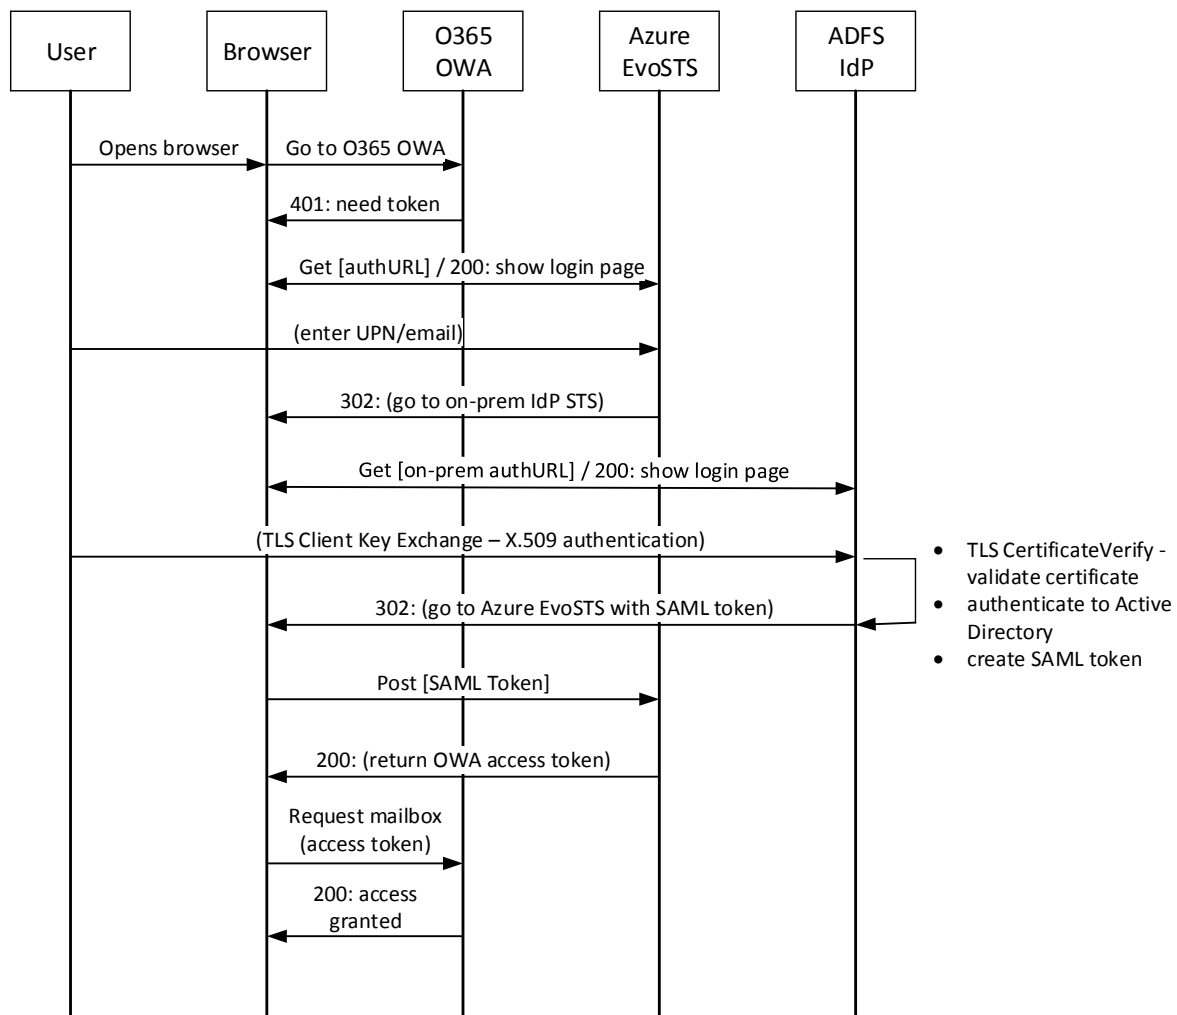 User
Browser
O365
OWA
Azure
EvoSTS
ADFS
IdP
Opens browser
Go to O365 OWA
401: need token
Get [authURL] / 200: show login page
(enter UPN/email)
302: (go to on-prem IdP STS)
Get [on-prem authURL] / 200: show login page
(TLS Client Key Exchange – X.509 authentication)
• TLS CertificateVerify -
validate certificate
• authenticate to Active
Directory
• create SAML token
302: (go to Azure EvoSTS with SAML token)
Post [SAML Token]
200: (return OWA access token)
Request mailbox
(access token)
200: access
granted